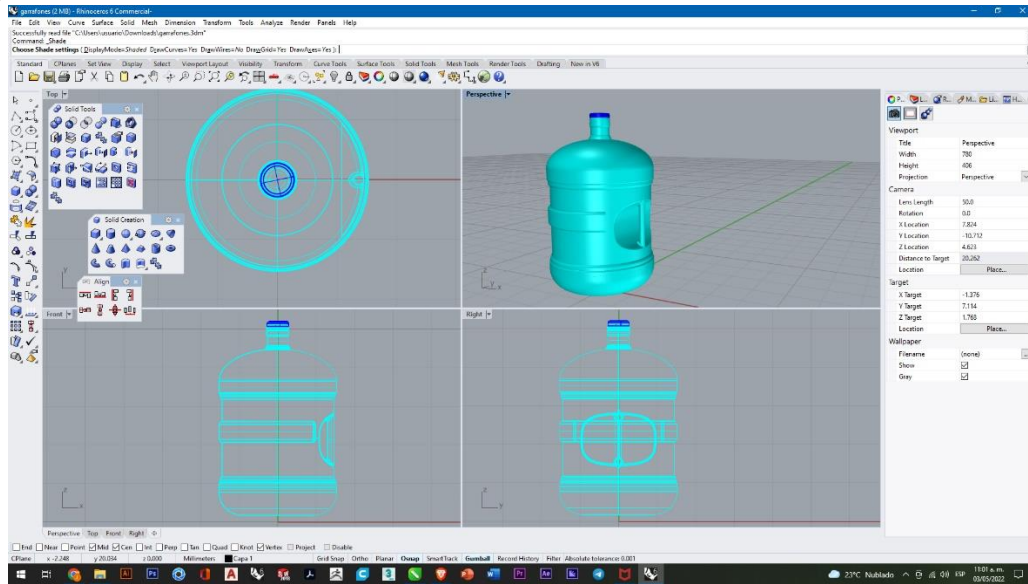 garrafones (2 MB) - Rhinoceros 6 Commercial-
File Edit View Curve Surface Solid Mesh Dimension Transform Tools Analyze Render Panels Help
Successfully read file "C:\Users\usuario\Downloads\garrafones.3dm"
Command: _Shade
Choose Shade settings ( DisplayMode=Shaded DrawCurves=Yes DrawWires=No DrawGrid=Yes DrawAxes=Yes ):
Standard CPlanes Set View Display Select Viewport Layout Visibility Transform Curve Tools Surface Tools Solid Tools Mesh Tools Render Tools Drafting New in V6
Top
Solid Tools
Solid Creation
Align
y
x
Perspective
z
y
x
P... L... R... M... Li... H...
Viewport
Title Perspective
Width 780
Height 406
Projection Perspective
Camera
Lens Length 50.0
Rotation 0.0
X Location 7.824
Y Location -10.712
Z Location 4.623
Distance to Target 20.262
Location Place...
Target
X Target -1.376
Y Target 7.114
Z Target 1.768
Location Place...
Wallpaper
Filename (none)
Show
Gray
Front
z
x
Right
z
y
Perspective Top Front Right
End Near Point Mid Cen Int Perp Tan Quad Knot Vertex Project Disable
CPlane x -2.248 y 20.034 z 0.000 Millimeters Capa 1 Grid Snap Ortho Planar Osnap SmartTrack Gumball Record History Filter Absolute tolerance: 0.001
23°C Nublado ESP 11:01 a. m.
03/05/2022